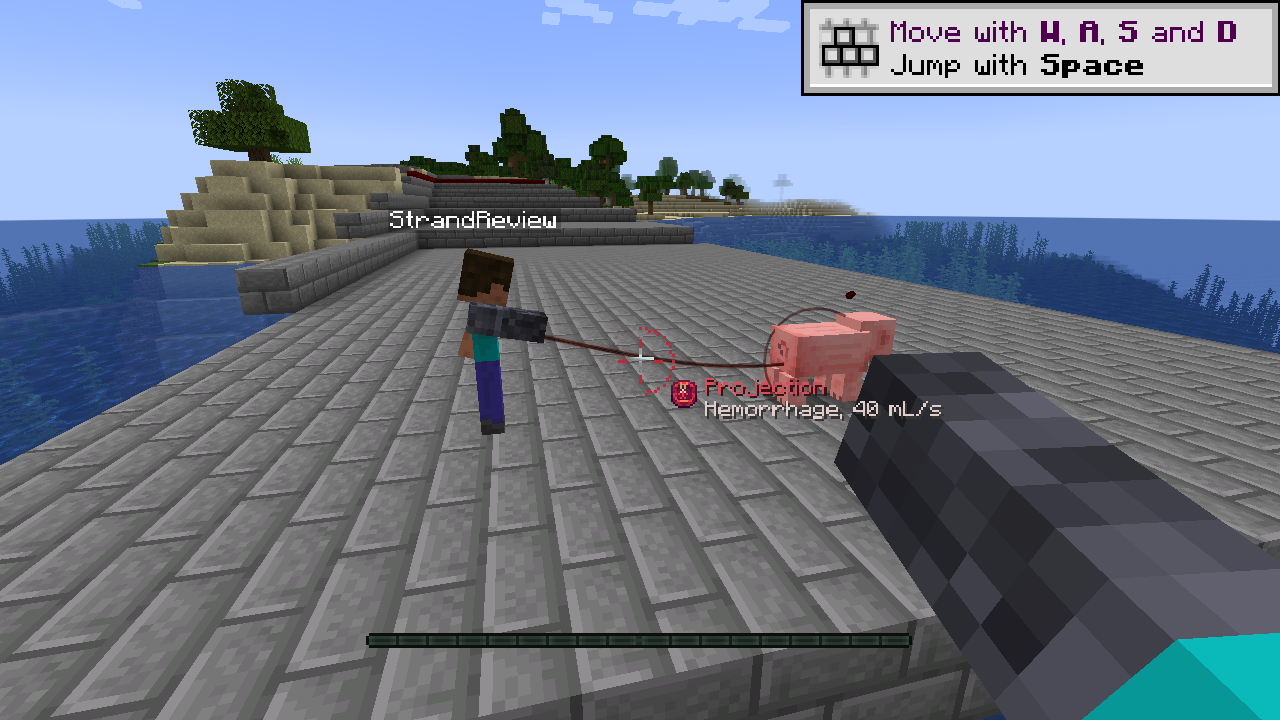 Move with W, A, S and D
Jump with Space
StrandReview
Projection
Hemorrhage, 40 mL/s